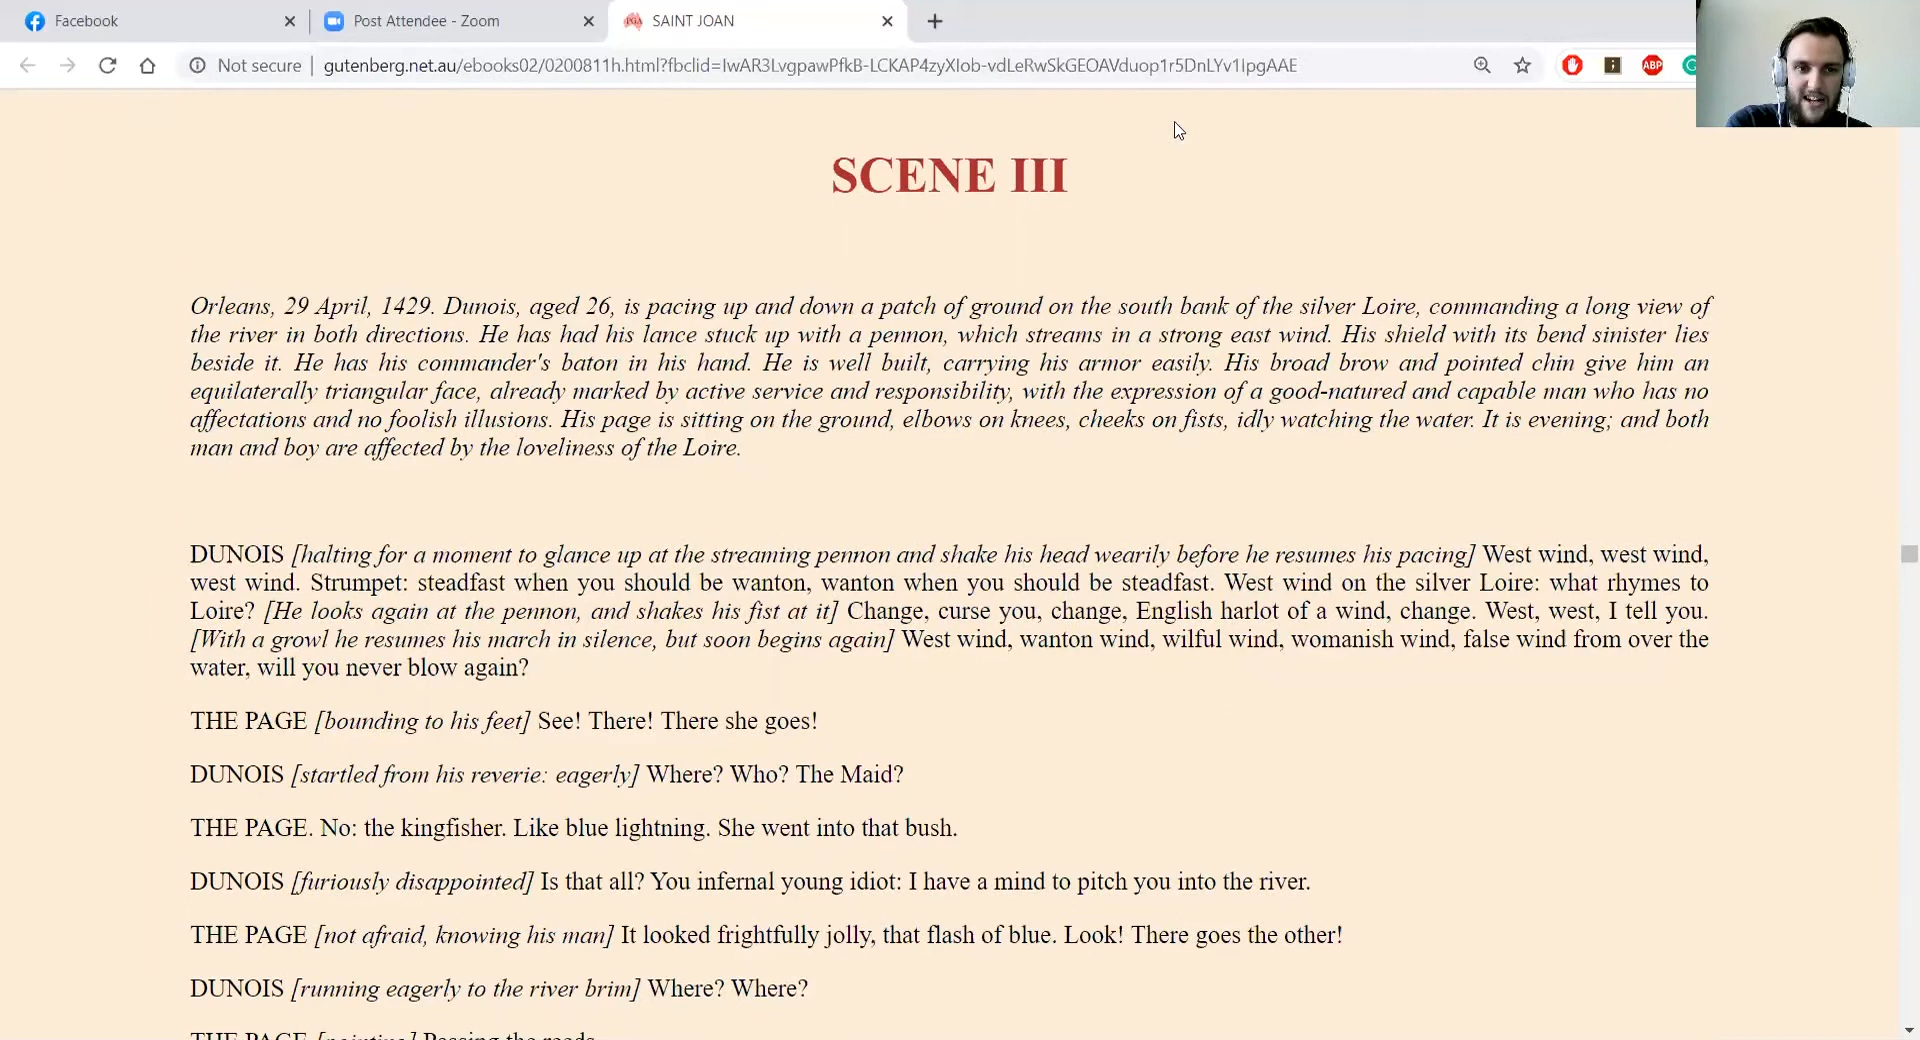 Facebook
Post Attendee - Zoom
SAINT JOAN
Not secure
gutenberg.net.au/ebooks02/0200811h.html?fbclid=IwAR3LvgpawPfkB-LCKAP4zyXIob-vdLeRwSkGEOAVduop1r5DnLYv1IpgAAE
ABP
SCENE III
Orleans, 29 April, 1429. Dunois, aged 26, is pacing up and down a patch of ground on the south bank of the silver Loire, commanding a long view of
the river in both directions. He has had his lance stuck up with a pennon, which streams in a strong east wind. His shield with its bend sinister lies
beside it. He has his commander's baton in his hand. He is well built, carrying his armor easily. His broad brow and pointed chin give him an
equilaterally triangular face, already marked by active service and responsibility, with the expression of a good-natured and capable man who has no
affectations and no foolish illusions. His page is sitting on the ground, elbows on knees, cheeks on fists, idly watching the water. It is evening; and both
man and boy are affected by the loveliness of the Loire.
DUNOIS [halting for a moment to glance up at the streaming pennon and shake his head wearily before he resumes his pacing] West wind, west wind,
west wind. Strumpet: steadfast when you should be wanton, wanton when you should be steadfast. West wind on the silver Loire: what rhymes to
Loire? [He looks again at the pennon, and shakes his fist at it] Change, curse you, change, English harlot of a wind, change. West, west, I tell you.
[With a growl he resumes his march in silence, but soon begins again] West wind, wanton wind, wilful wind, womanish wind, false wind from over the
water, will you never blow again?
THE PAGE [bounding to his feet] See! There! There she goes!
DUNOIS [startled from his reverie: eagerly] Where? Who? The Maid?
THE PAGE. No: the kingfisher. Like blue lightning. She went into that bush.
DUNOIS [furiously disappointed] Is that all? You infernal young idiot: I have a mind to pitch you into the river.
THE PAGE [not afraid, knowing his man] It looked frightfully jolly, that flash of blue. Look! There goes the other!
DUNOIS [running eagerly to the river brim] Where? Where?
THE PAGE [pointing] Passing the reeds.